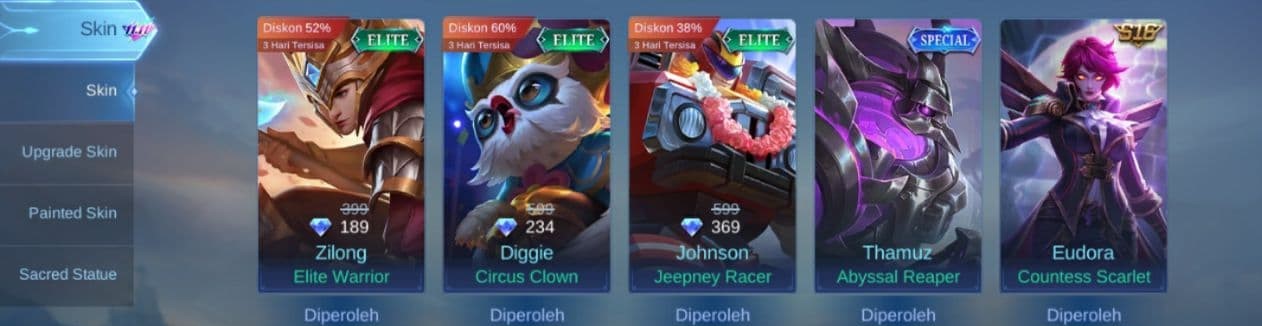 Skin
Skin
Upgrade Skin
Painted Skin
Sacred Statue
Diskon 52%
3 Hari Tersisa
ELITE
399
189
Zilong
Elite Warrior
Diperoleh
Diskon 60%
3 Hari Tersisa
ELITE
599
234
Diggie
Circus Clown
Diperoleh
Diskon 38%
3 Hari Tersisa
ELITE
599
369
Johnson
Jeepney Racer
Diperoleh
SPECIAL
Thamuz
Abyssal Reaper
Diperoleh
S16
Eudora
Countess Scarlet
Diperoleh